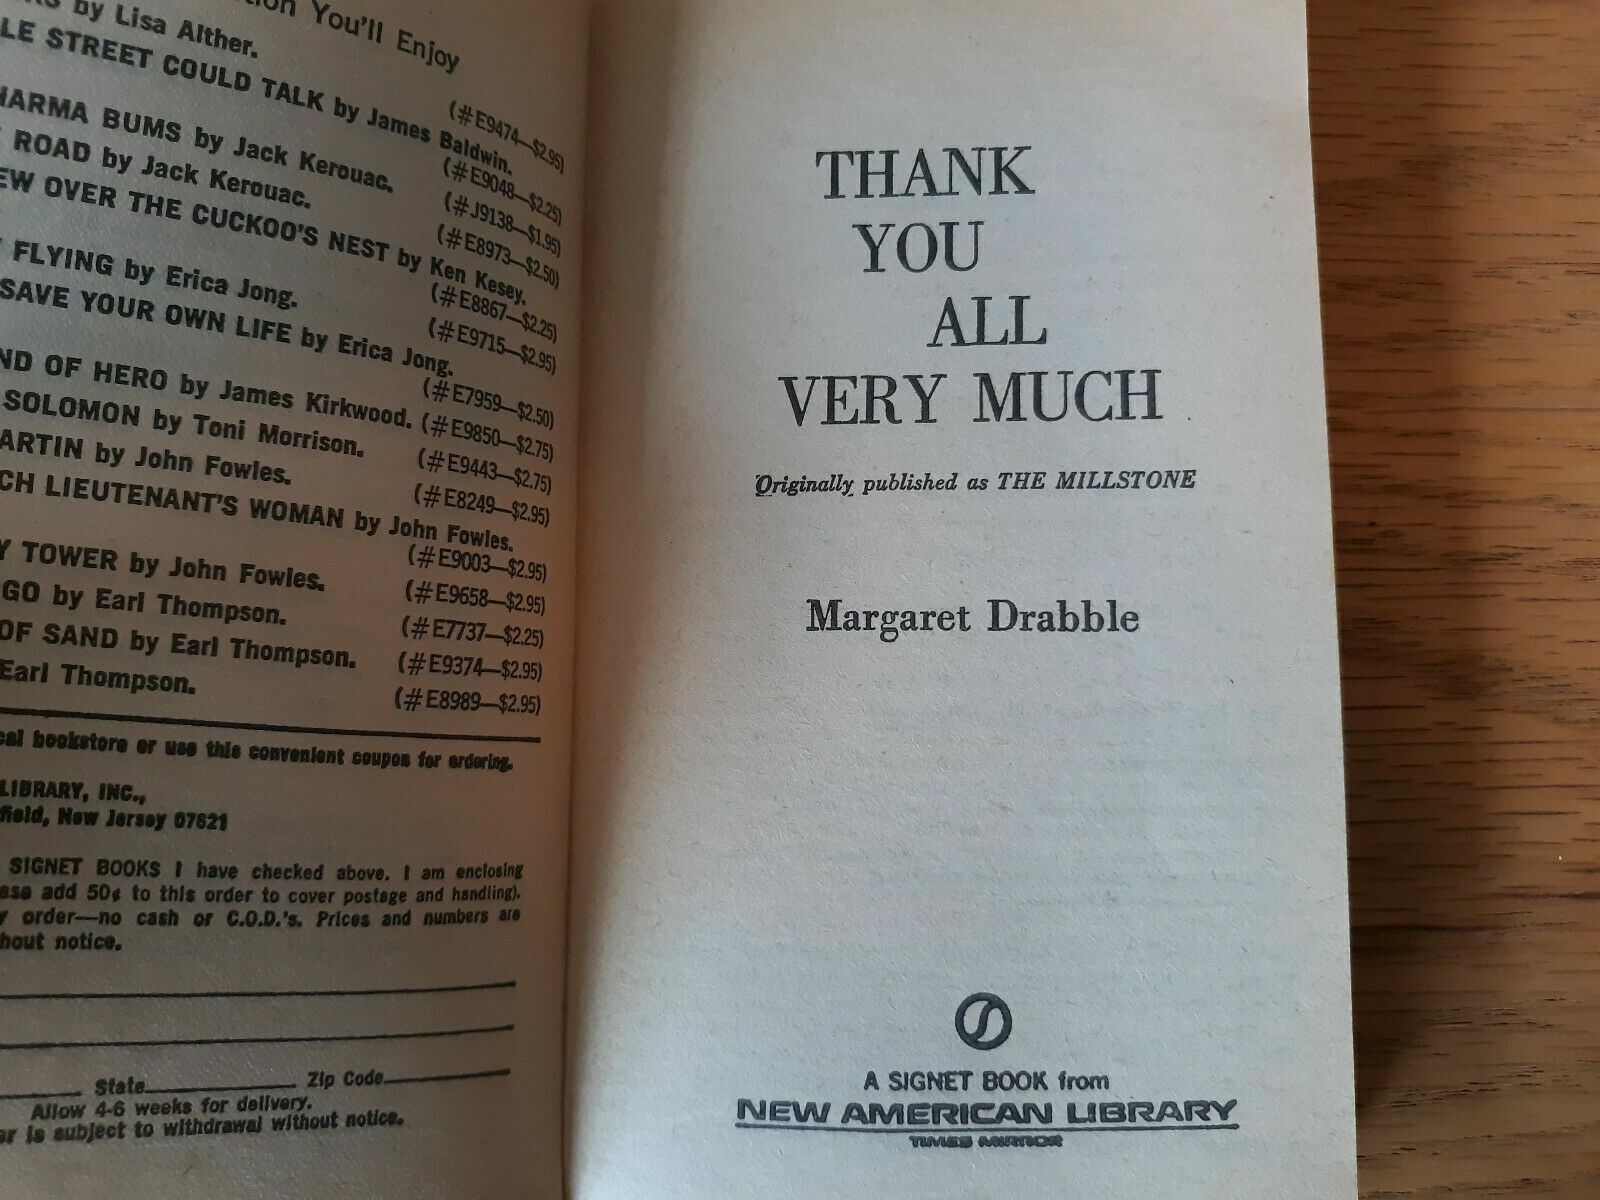 You'll Enjoy
by Lisa Alther.
(#E9474—$2.95)
LE STREET COULD TALK by James Baldwin.
(#E9048—$2.25)
HARMA BUMS by Jack Kerouac.
(#J9138—$1.95)
ROAD by Jack Kerouac.
(#E8973—$2.50)
EW OVER THE CUCKOO'S NEST by Ken Kesey.
(#E8867—$2.25)
FLYING by Erica Jong.
(#E9715—$2.95)
SAVE YOUR OWN LIFE by Erica Jong.
(#E7959—$2.50)
ND OF HERO by James Kirkwood.
(#E9850—$2.75)
SOLOMON by Toni Morrison.
(#E9443—$2.75)
ARTIN by John Fowles.
(#E8249—$2.95)
CH LIEUTENANT'S WOMAN by John Fowles.
(#E9003—$2.95)
Y TOWER by John Fowles.
(#E9658—$2.95)
GO by Earl Thompson.
(#E7737—$2.25)
OF SAND by Earl Thompson.
(#E9374—$2.95)
Earl Thompson.
(#E8989—$2.95)
cal bookstore or use this convenient coupon for ordering.
LIBRARY, INC.,
field, New Jersey 07621
SIGNET BOOKS I have checked above. I am enclosing
ase add 50¢ to this order to cover postage and handling).
y order—no cash or C.O.D.'s. Prices and numbers are
hout notice.
State Zip Code
Allow 4-6 weeks for delivery.
er is subject to withdrawal without notice.
THANK
YOU
ALL
VERY MUCH
Originally published as THE MILLSTONE
Margaret Drabble
A SIGNET BOOK from
NEW AMERICAN LIBRARY
TIMES MIRROR